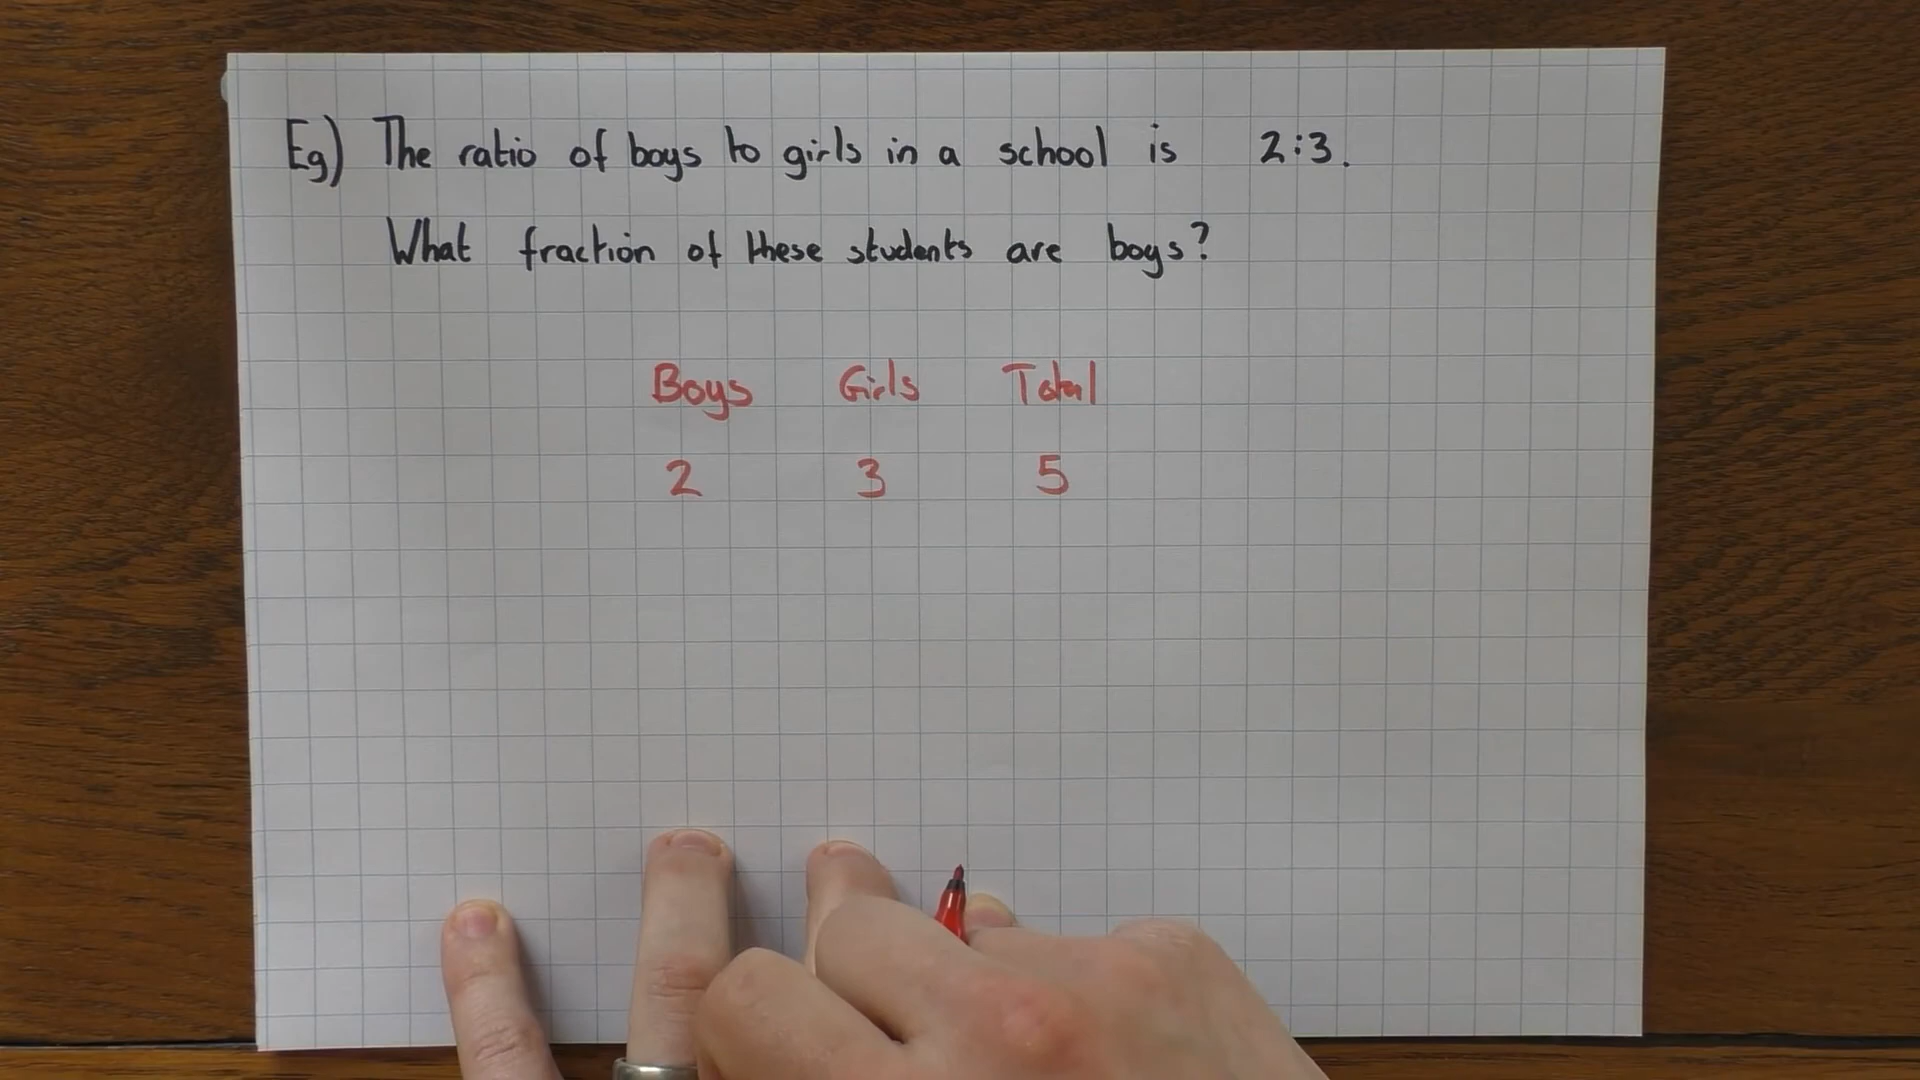 Eg) The ratio of boys to girls in a school is 2:3.
What fraction of these students are boys?
Boys Girls Total
2 3 5